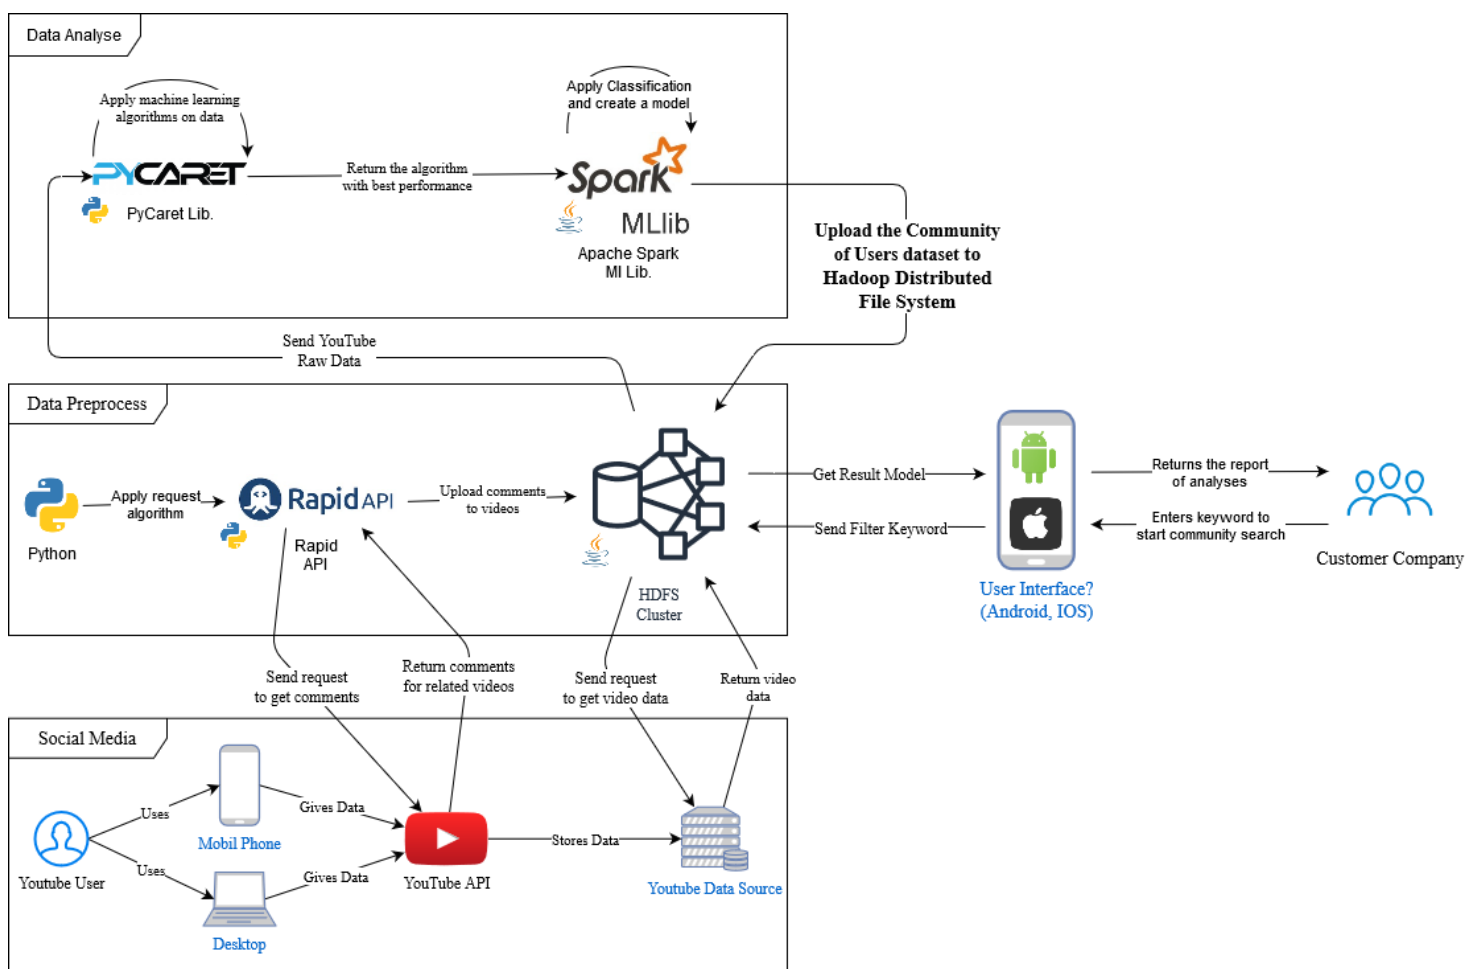 Data Analyse
Apply machine learning
algorithms on data
Apply Classification
and create a model
PYCARET
Return the algorithm
with best performance
Spark
MLlib
PyCaret Lib.
Apache Spark
Ml Lib.
Upload the Community
of Users dataset to
Hadoop Distributed
File System
Send YouTube
Raw Data
Data Preprocess
Python
Apply request
algorithm
Rapid API
Rapid
API
Upload comments
to videos
HDFS
Cluster
Get Result Model
Send Filter Keyword
User Interface?
(Android, IOS)
Returns the report
of analyses
Enters keyword to
start community search
Customer Company
Send request
to get comments
Return comments
for related videos
Send request
to get video data
Return video
data
Social Media
Youtube User
Uses
Uses
Mobil Phone
Desktop
Gives Data
Gives Data
YouTube API
Stores Data
Youtube Data Source